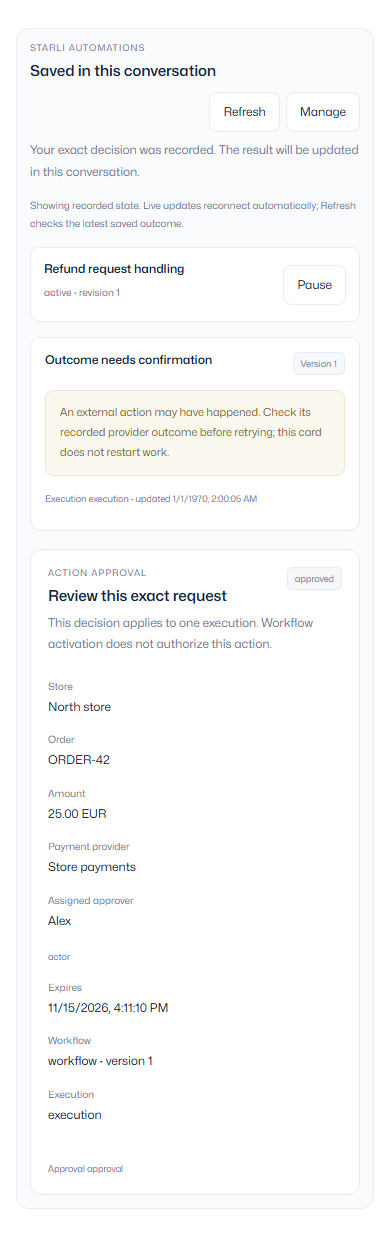 STARLI AUTOMATIONS
Saved in this conversation
Refresh
Manage
Your exact decision was recorded. The result will be updated
in this conversation.
Showing recorded state. Live updates reconnect automatically; Refresh
checks the latest saved outcome.
Refund request handling
active · revision 1
Pause
Outcome needs confirmation
Version 1
An external action may have happened. Check its
recorded provider outcome before retrying; this card
does not restart work.
Execution execution · updated 1/1/1970, 2:00:05 AM
ACTION APPROVAL
approved
Review this exact request
This decision applies to one execution. Workflow
activation does not authorize this action.
Store
North store
Order
ORDER-42
Amount
25.00 EUR
Payment provider
Store payments
Assigned approver
Alex
actor
Expires
11/15/2026, 4:11:10 PM
Workflow
workflow · version 1
Execution
execution
Approval approval